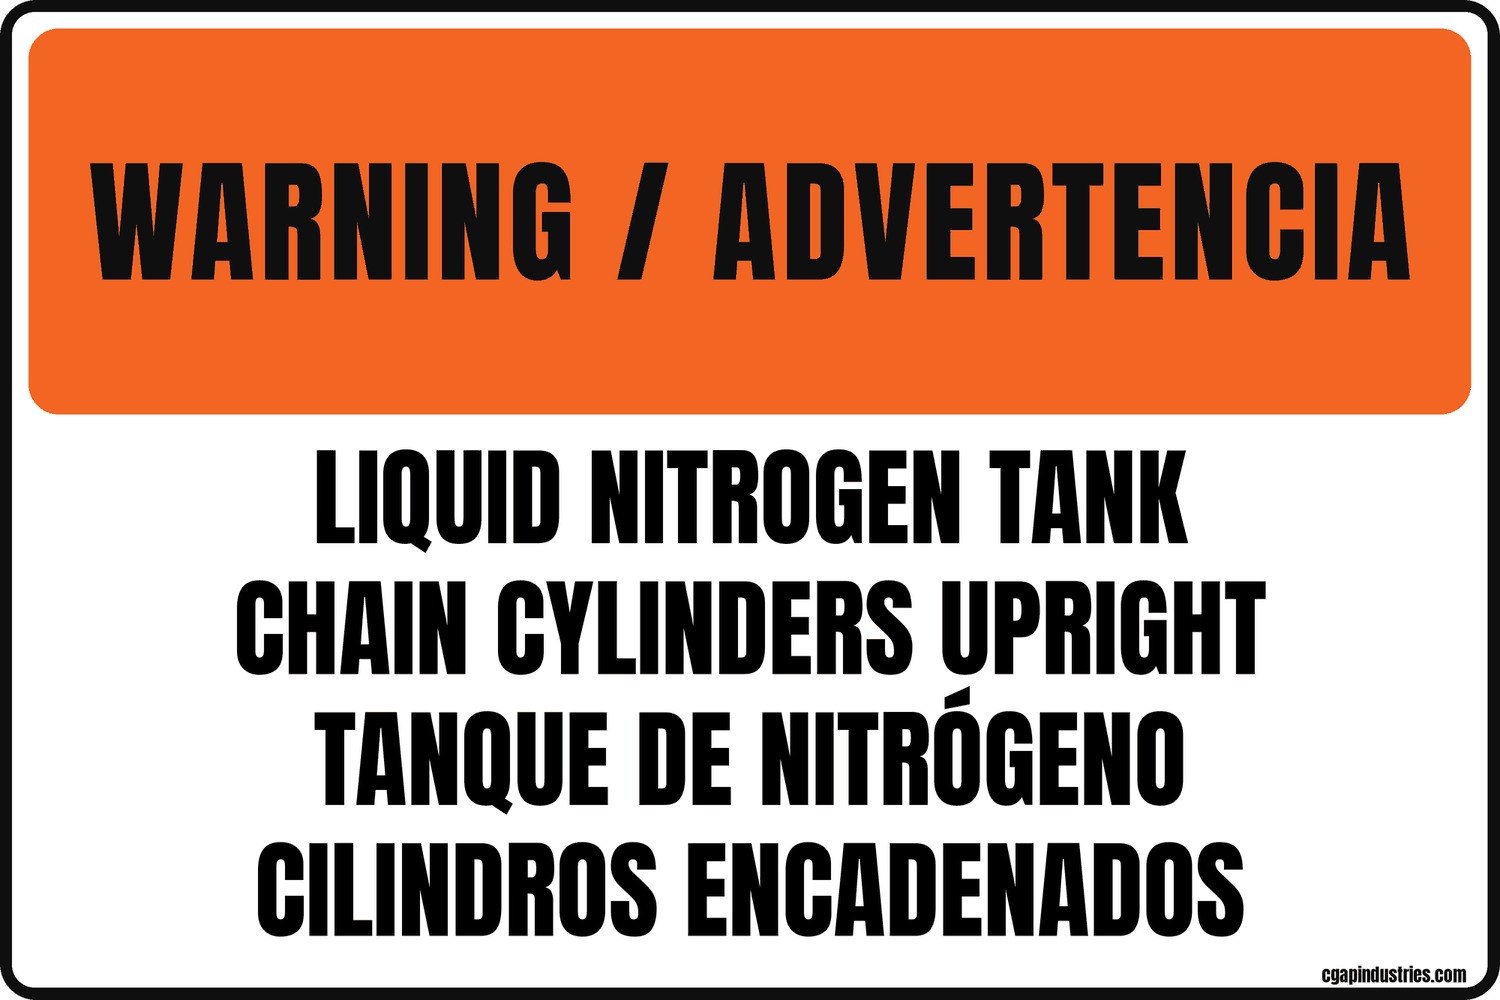 WARNING / ADVERTENCIA
LIQUID NITROGEN TANK
CHAIN CYLINDERS UPRIGHT
TANQUE DE NITRÓGENO
CILINDROS ENCADENADOS
cgapindustries.com